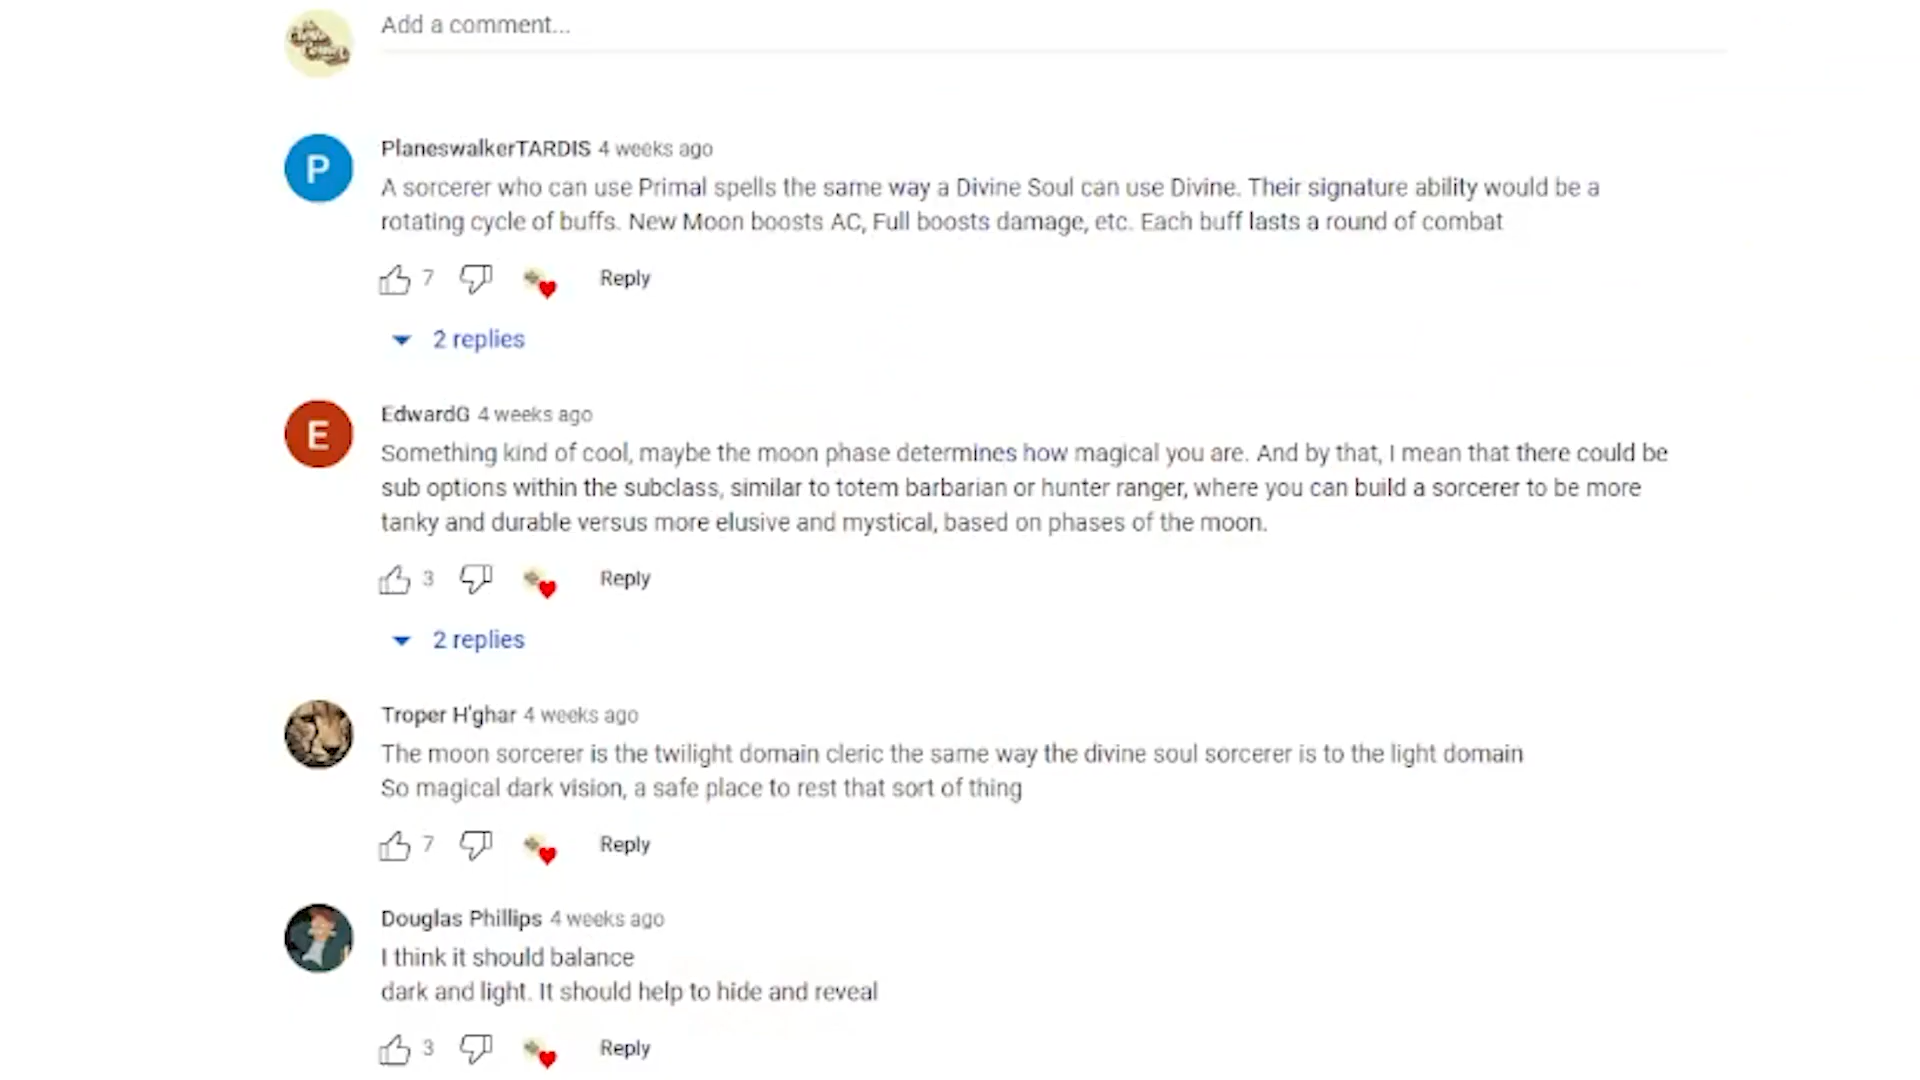 Add a comment...
PlaneswalkerTARDIS 4 weeks ago
P
A sorcerer who can use Primal spells the same way a Divine Soul can use Divine. Their signature ability would be a
rotating cycle of buffs. New Moon boosts AC, Full boosts damage, etc. Each buff lasts a round of combat
7 Reply
2 replies
EdwardG 4 weeks ago
E
Something kind of cool, maybe the moon phase determines how magical you are. And by that, I mean that there could be
sub options within the subclass, similar to totem barbarian or hunter ranger, where you can build a sorcerer to be more
tanky and durable versus more elusive and mystical, based on phases of the moon.
3 Reply
2 replies
Troper H'ghar 4 weeks ago
The moon sorcerer is the twilight domain cleric the same way the divine soul sorcerer is to the light domain
So magical dark vision, a safe place to rest that sort of thing
7 Reply
Douglas Phillips 4 weeks ago
I think it should balance
dark and light. It should help to hide and reveal
3 Reply